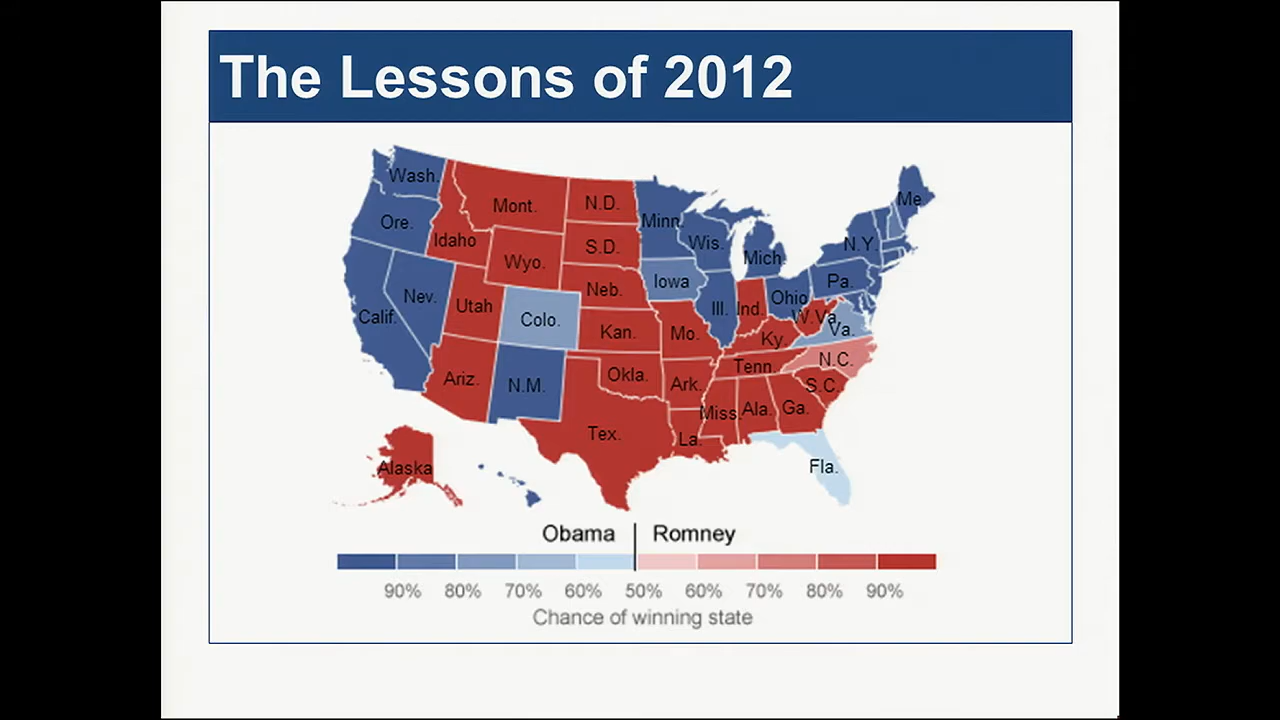 The Lessons of 2012
Wash.
Mont.
N.D.
Minn.
Me
Ore.
Idaho
S.D.
Wis.
Mich.
N.Y.
Wyo.
Nev.
Utah
Colo.
Neb.
Iowa
Ill.
Ind.
Ohio
Pa.
Calif.
Kan.
Mo.
Ky.
W.Va.
Va.
Ariz.
N.M.
Okla.
Ark.
Tenn.
N.C.
S.C.
Tex.
La.
Miss.
Ala.
Ga.
Alaska
Fla.
Obama Romney
90% 80% 70% 60% 50% 60% 70% 80% 90%
Chance of winning state